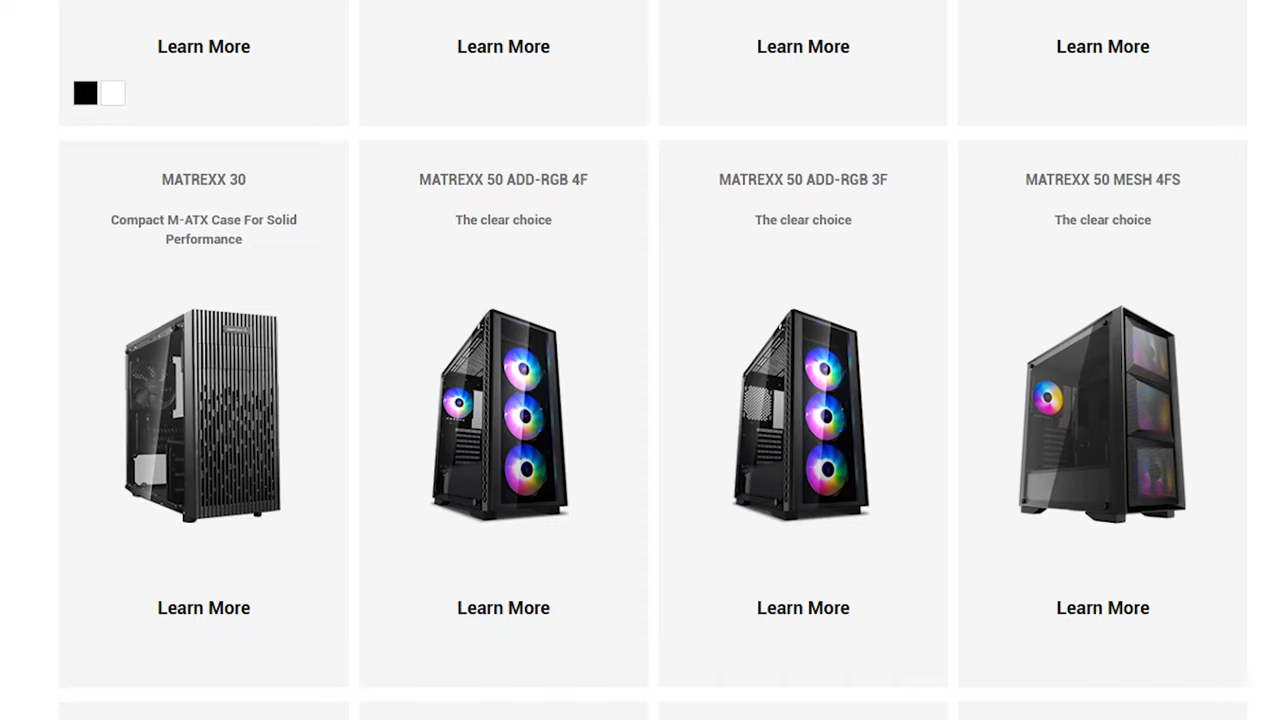 Learn More
Learn More
Learn More
Learn More
MATREXX 30
Compact M-ATX Case For Solid
Performance
Learn More
MATREXX 50 ADD-RGB 4F
The clear choice
Learn More
MATREXX 50 ADD-RGB 3F
The clear choice
Learn More
MATREXX 50 MESH 4FS
The clear choice
Learn More